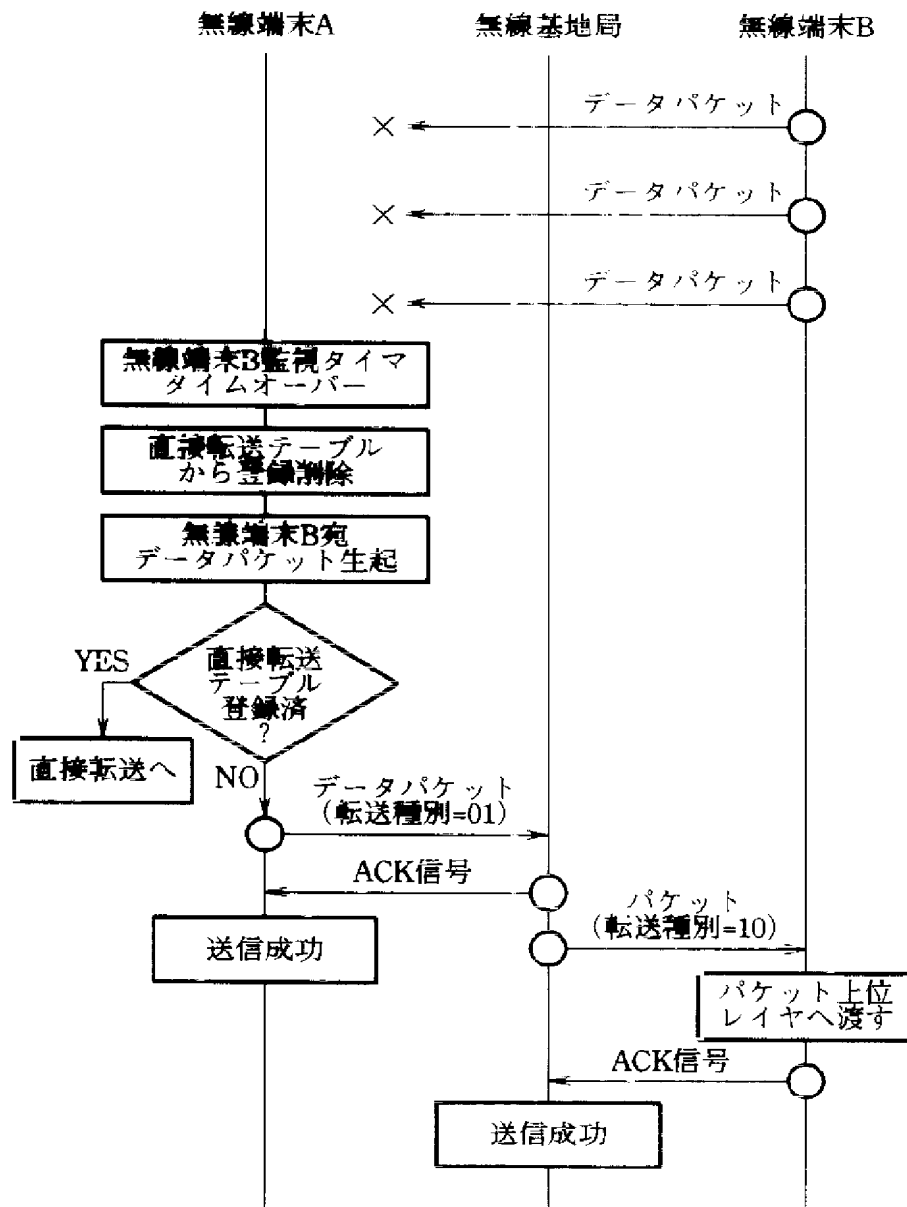 無線端末A 無線基地局 無線端末B
データパケット
データパケット
データパケット
無線端末B監視タイマ
タイムオーバー
直接転送テーブル
から登録削除
無線端末B宛
データパケット生起
直接転送
テーブル
登録済
?
YES
直接転送へ
NO
データパケット
(転送種別=01)
ACK信号
パケット
(転送種別=10)
送信成功
パケット上位
レイヤへ渡す
ACK信号
送信成功